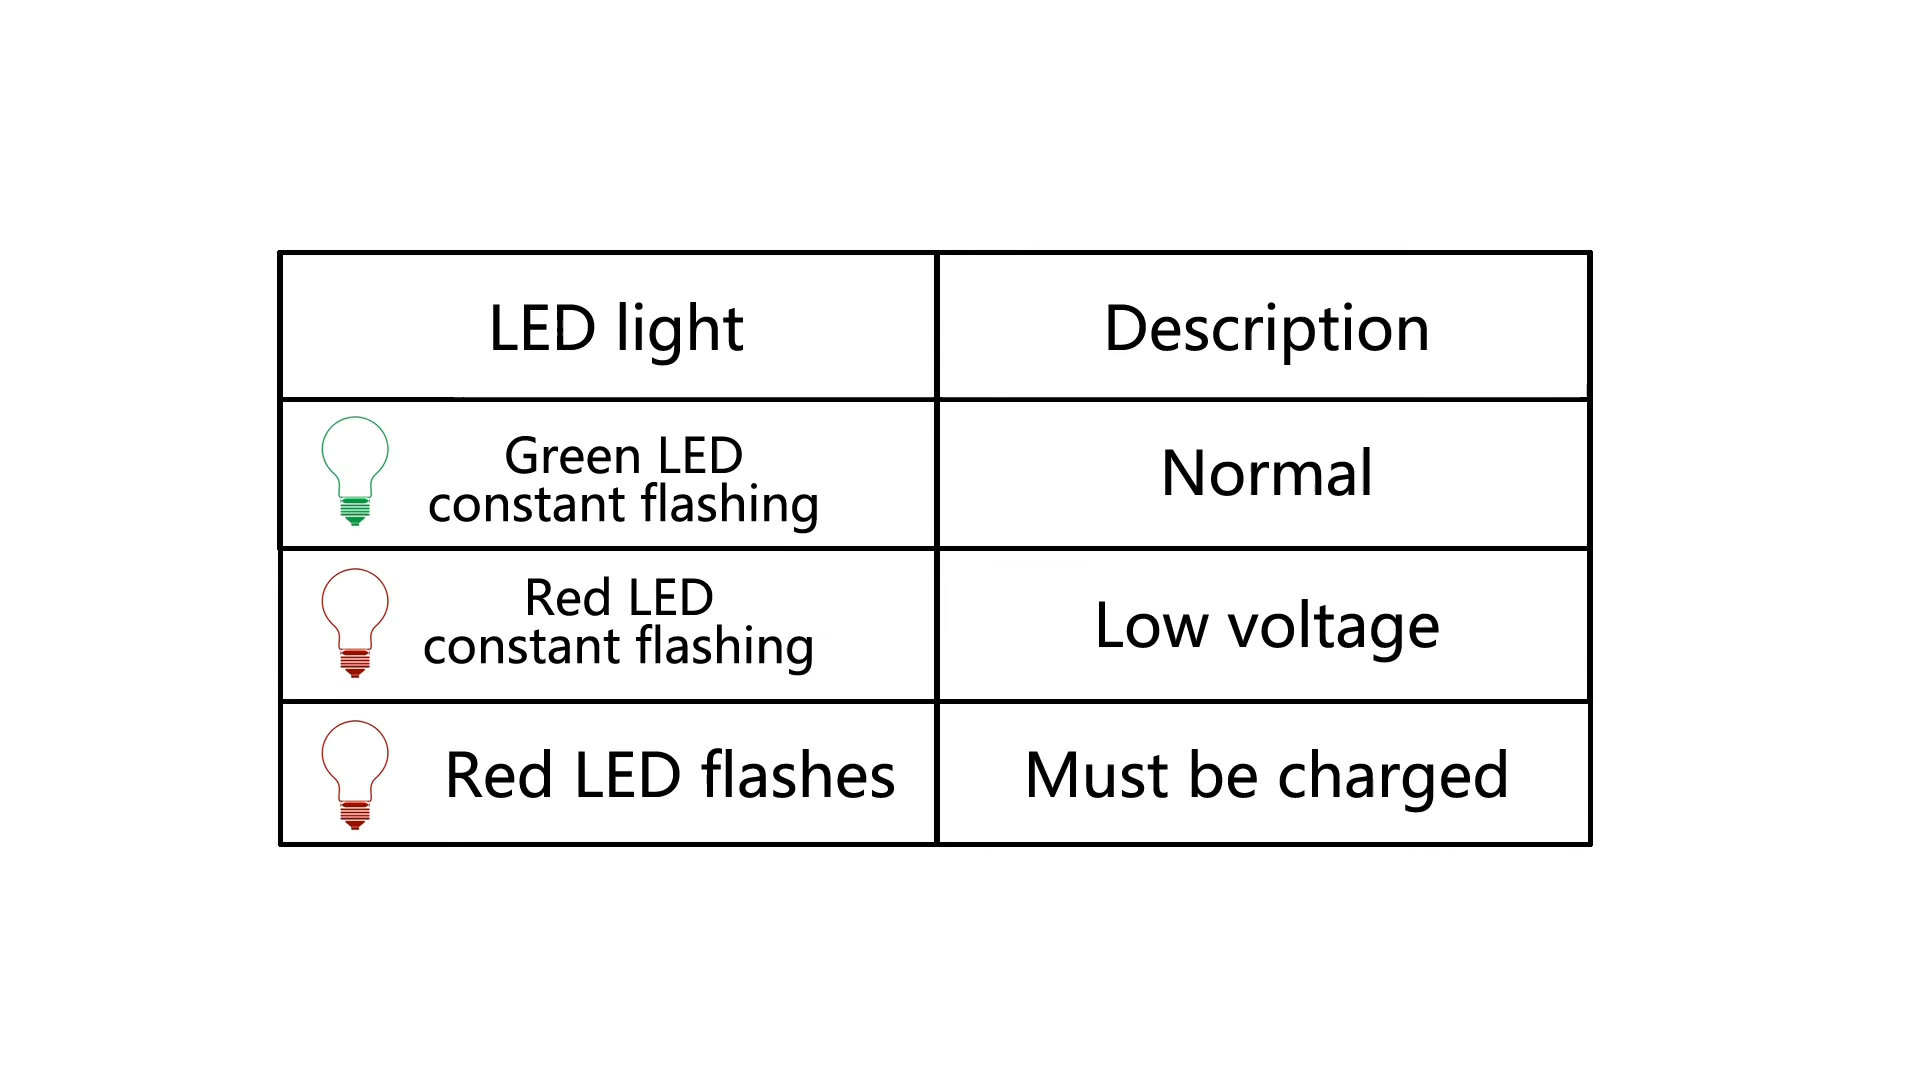 LED light
Description
Green LED
constant flashing
Normal
Red LED
constant flashing
Low voltage
Red LED flashes
Must be charged